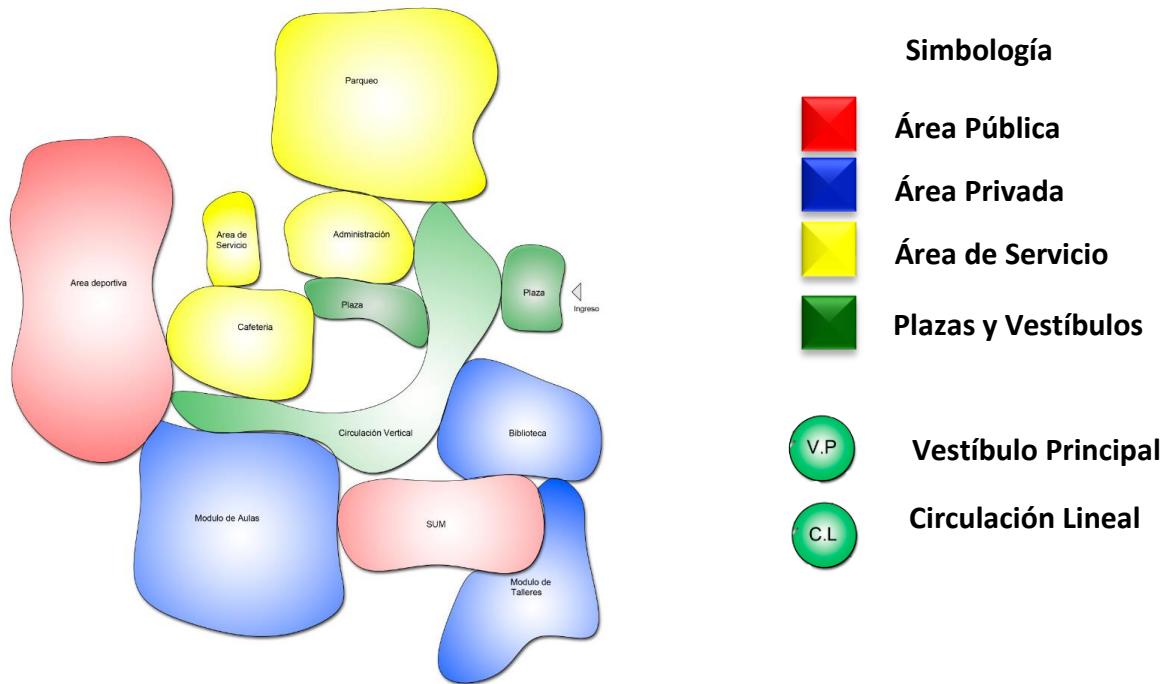 Parqueo
Area de
Servicio
Administración
Area deportiva
Plaza
Plaza
Ingreso
Cafeteria
Circulación Vertical
Biblioteca
Modulo de Aulas
SUM
Modulo de
Talleres
Simbología
Área Pública
Área Privada
Área de Servicio
Plazas y Vestíbulos
V.P
Vestíbulo Principal
C.L
Circulación Lineal